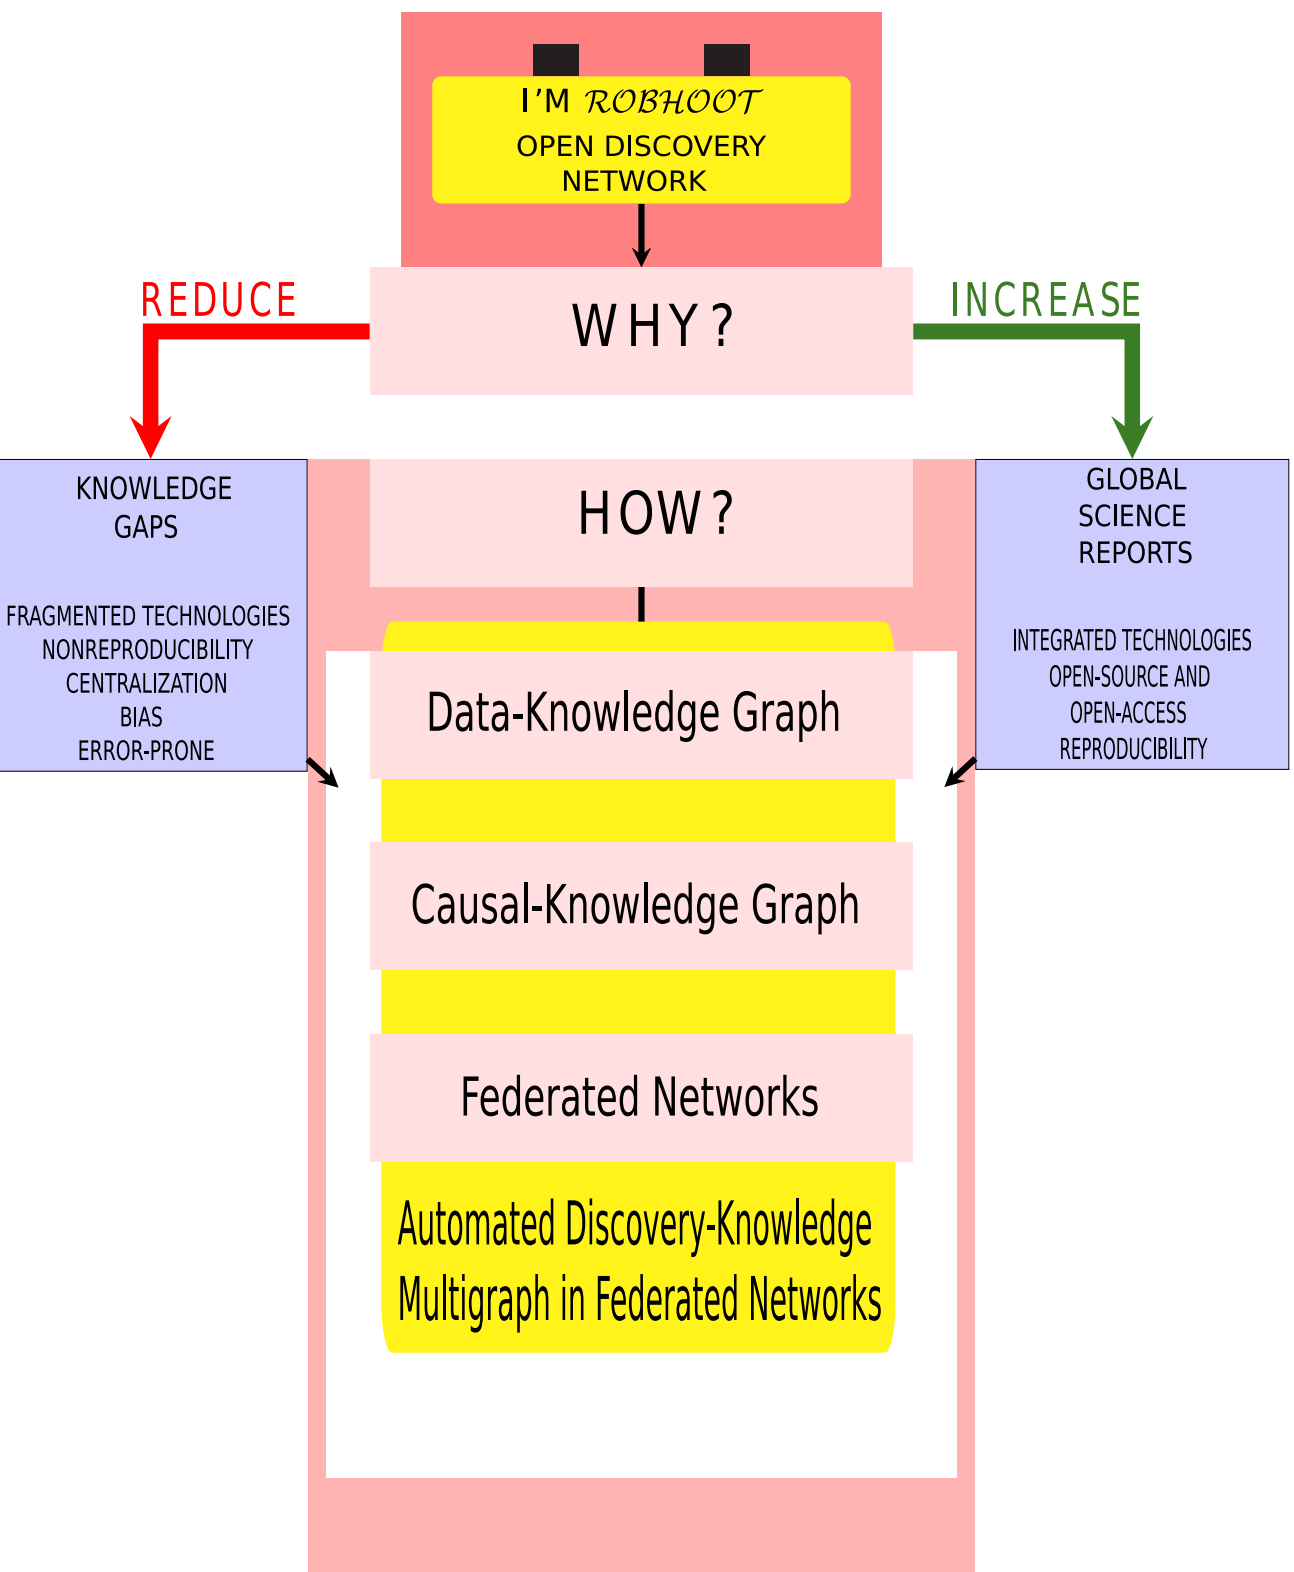 I'M ROBHOOT
OPEN DISCOVERY
NETWORK
REDUCE
WHY?
INCREASE
KNOWLEDGE
GAPS
FRAGMENTED TECHNOLOGIES
NONREPRODUCIBILITY
CENTRALIZATION
BIAS
ERROR-PRONE
HOW?
GLOBAL
SCIENCE
REPORTS
INTEGRATED TECHNOLOGIES
OPEN-SOURCE AND
OPEN-ACCESS
REPRODUCIBILITY
Data-Knowledge Graph
Causal-Knowledge Graph
Federated Networks
Automated Discovery-Knowledge
Multigraph in Federated Networks